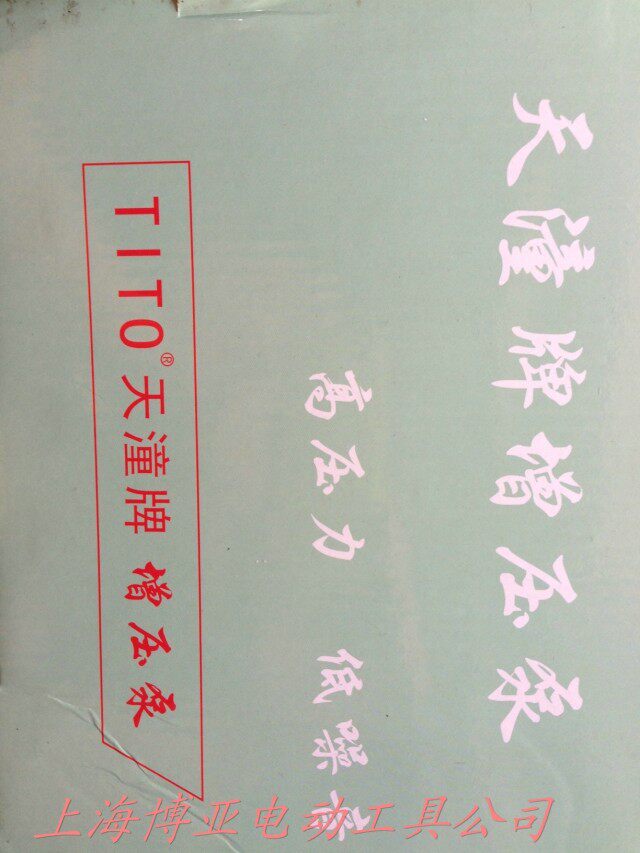 天潼牌增压泵
高压力 低噪音
TITO®天潼牌 增压泵
上海博亚电动工具公司